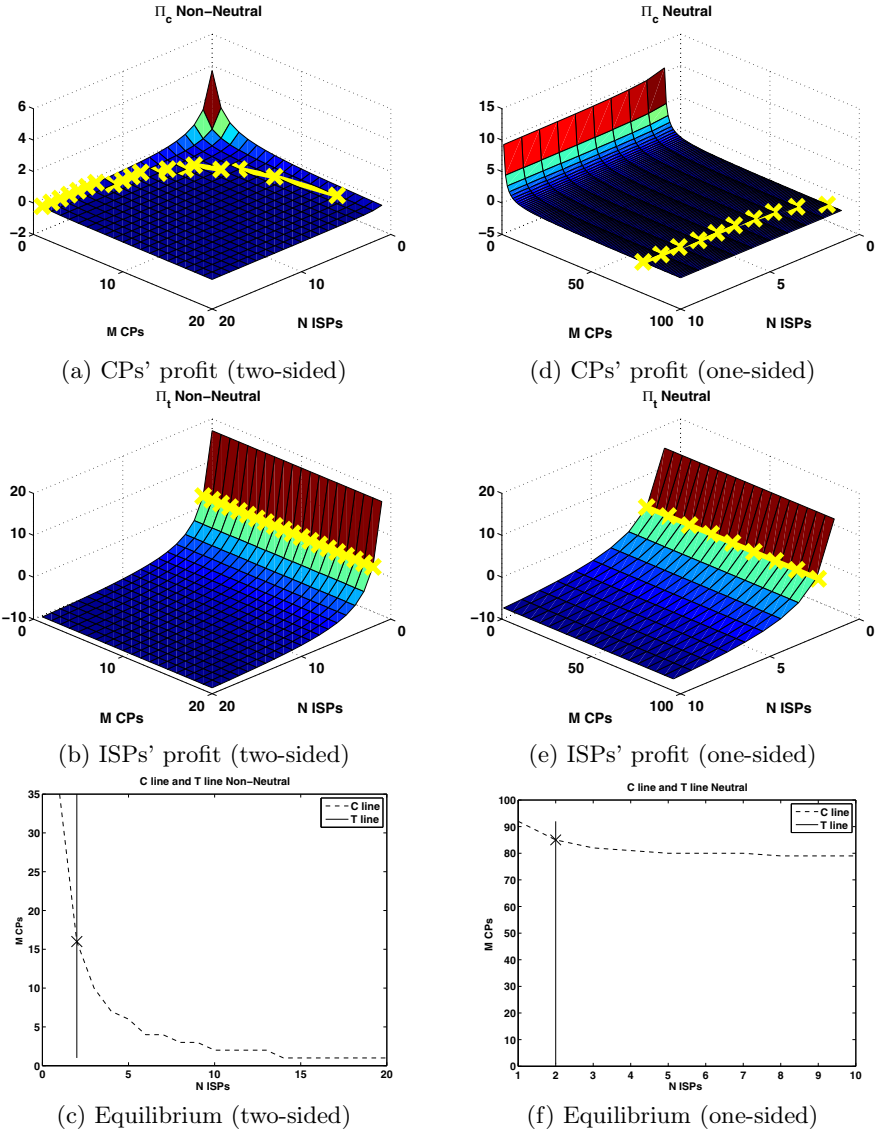 Π_c Non−Neutral
6
4
2
0
−2
0
10
20
M CPs
20
10
0
N ISPs
(a) CPs' profit (two-sided)
Π_c Neutral
15
10
5
0
−5
0
50
100
M CPs
10
5
0
N ISPs
(d) CPs' profit (one-sided)
Π_t Non−Neutral
20
10
0
−10
0
10
20
M CPs
20
10
0
N ISPs
(b) ISPs' profit (two-sided)
Π_t Neutral
20
10
0
−10
0
50
100
M CPs
10
5
0
N ISPs
(e) ISPs' profit (one-sided)
C line and T line Non−Neutral
C line
T line
35
30
25
20
15
10
5
0
M CPs
0 5 10 15 20
N ISPs
(c) Equilibrium (two-sided)
C line and T line Neutral
C line
T line
100
90
80
70
60
50
40
30
20
10
0
M CPs
1 2 3 4 5 6 7 8 9 10
N ISPs
(f) Equilibrium (one-sided)